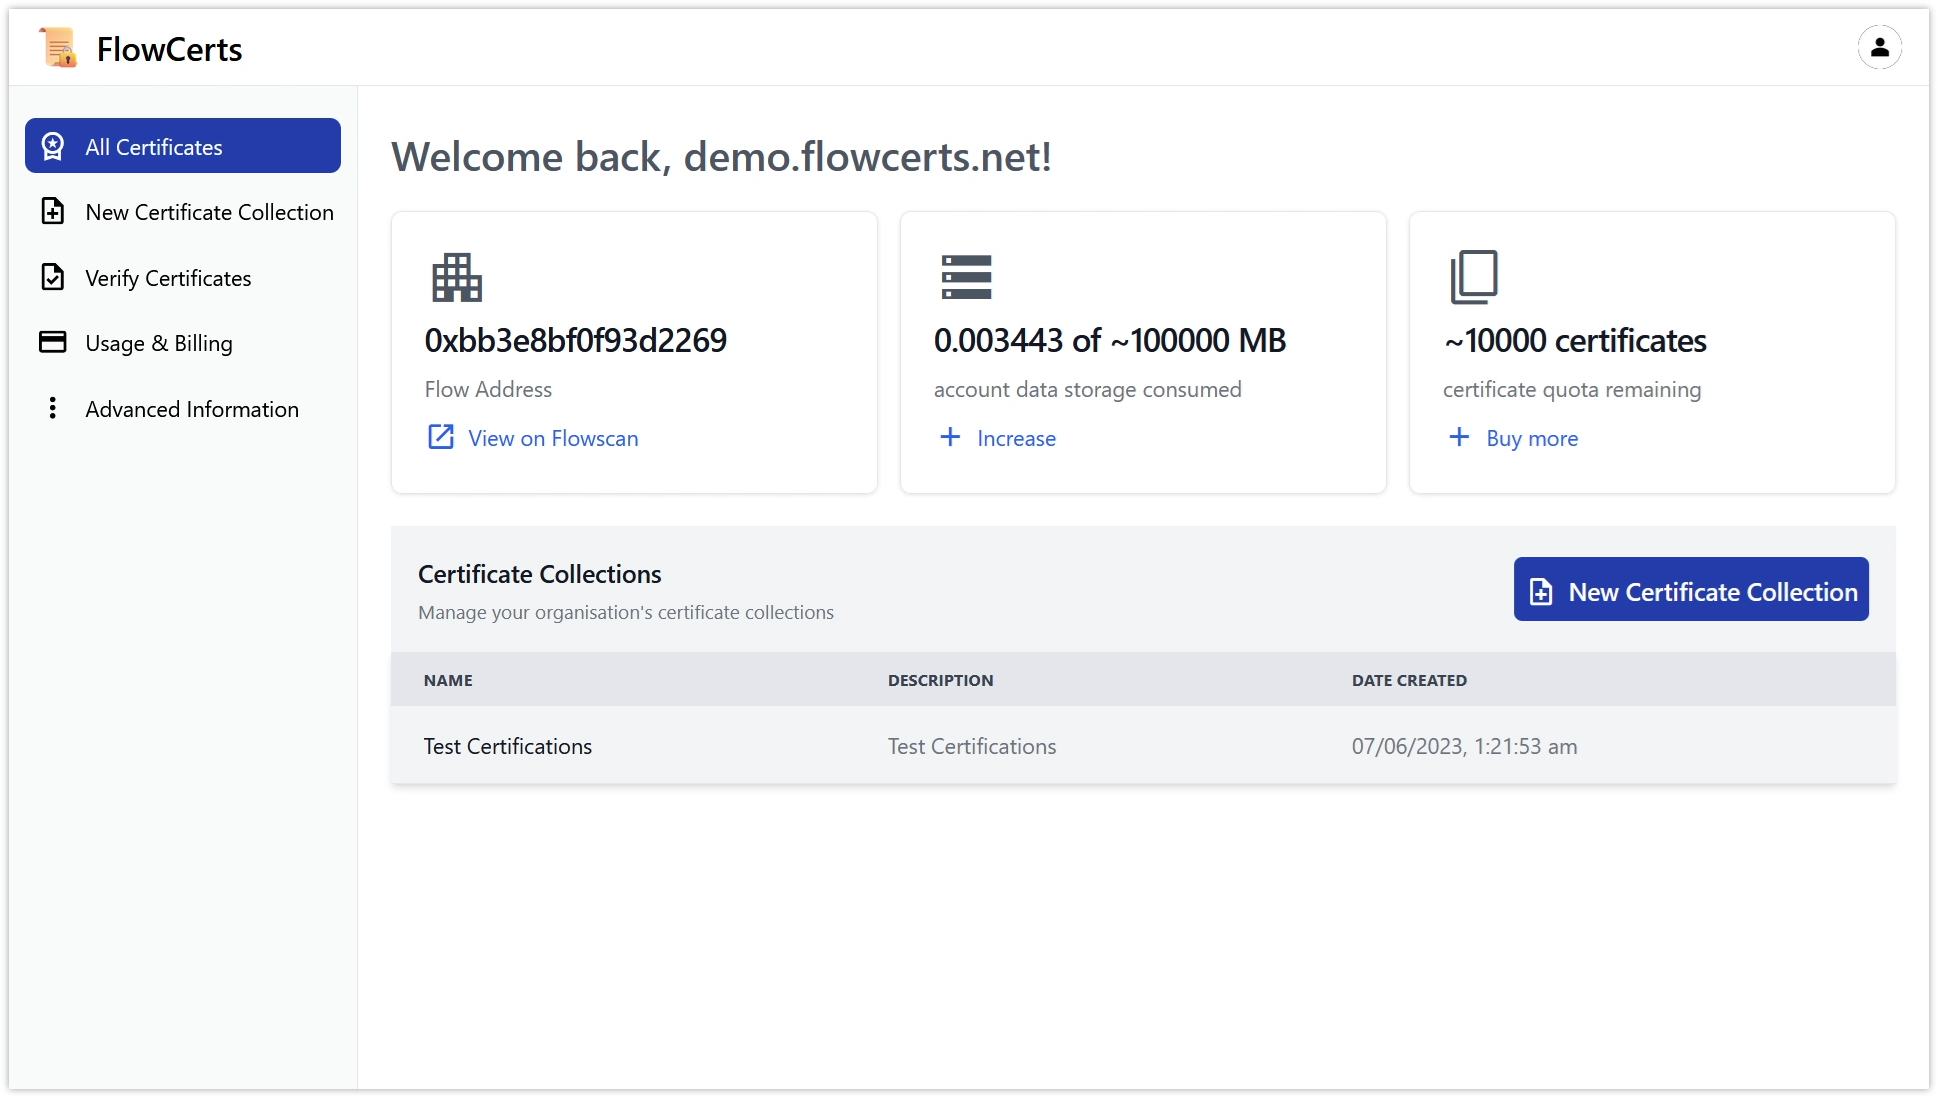 FlowCerts
All Certificates
New Certificate Collection
Verify Certificates
Usage & Billing
Advanced Information
Welcome back, demo.flowcerts.net!
0xbb3e8bf0f93d2269
Flow Address
View on Flowscan
0.003443 of ~100000 MB
account data storage consumed
Increase
~10000 certificates
certificate quota remaining
Buy more
Certificate Collections
Manage your organisation's certificate collections
New Certificate Collection
NAME DESCRIPTION DATE CREATED
Test Certifications Test Certifications 07/06/2023, 1:21:53 am